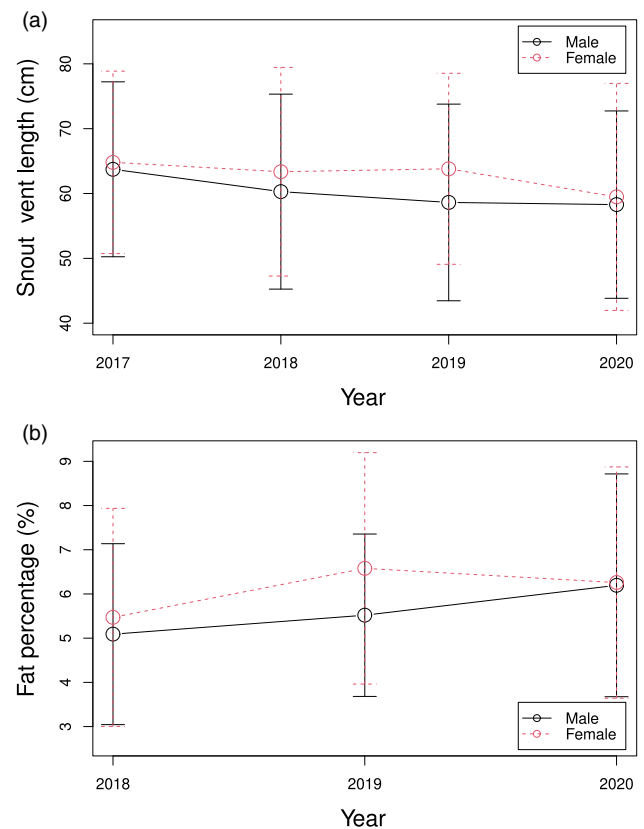 (a)
Snout vent length (cm)
80
70
60
50
40
Male
Female
2017 2018 2019 2020
Year
(b)
Fat percentage (%)
9
8
7
6
5
4
3
Male
Female
2018 2019 2020
Year